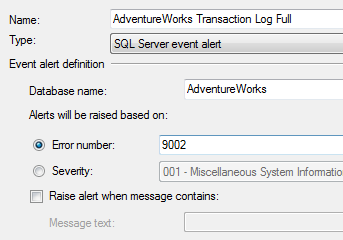 Name: AdventureWorks Transaction Log Full
Type: SQL Server event alert
Event alert definition
Database name: AdventureWorks
Alerts will be raised based on:
Error number: 9002
Severity: 001 - Miscellaneous System Information
Raise alert when message contains:
Message text: